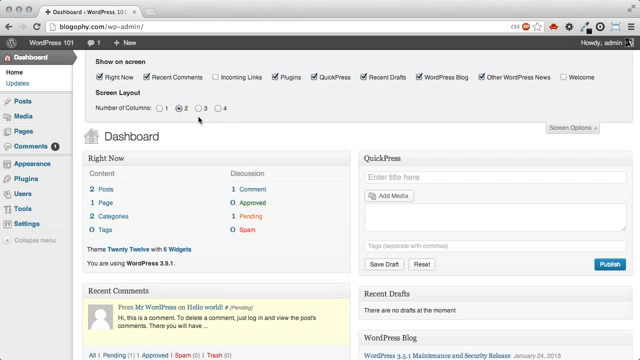 Dashboard ‹ WordPress 101 —
blogophy.com/wp-admin/
WordPress 101
1
+ New
Howdy, admin
Dashboard
Home
Updates
Posts
Media
Pages
Comments 1
Appearance
Plugins
Users
Tools
Settings
Collapse menu
Show on screen
Right Now Recent Comments Incoming Links Plugins QuickPress Recent Drafts WordPress Blog Other WordPress News Welcome
Screen Layout
Number of Columns: 1 2 3 4
Screen Options
Dashboard
Right Now
Content Discussion
2 Posts 1 Comment
1 Page 0 Approved
2 Categories 1 Pending
0 Tags 0 Spam
Theme Twenty Twelve with 6 Widgets
You are using WordPress 3.5.1.
Recent Comments
From Mr WordPress on Hello world! # [Pending]
Hi, this is a comment. To delete a comment, just log in and view the post's
comments. There you will have ...
All | Pending (1) | Approved | Spam (0) | Trash (0)
QuickPress
Enter title here
Add Media
Tags (separate with commas)
Save Draft
Reset
Publish
Recent Drafts
There are no drafts at the moment
WordPress Blog
WordPress 3.5.1 Maintenance and Security Release January 24, 2013